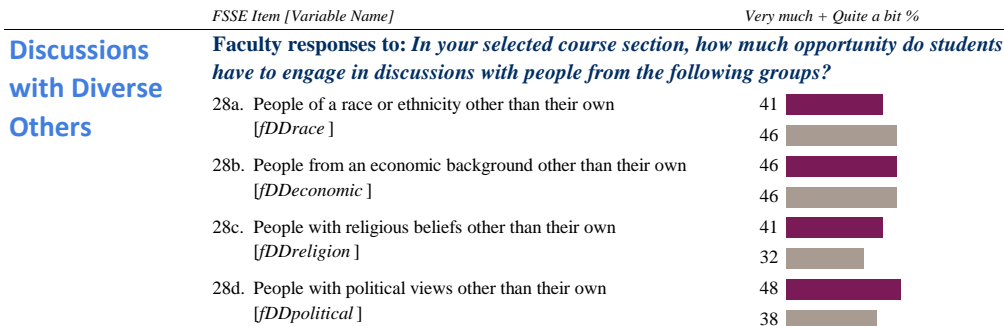 FSSE Item [Variable Name] Very much + Quite a bit %
Discussions
with Diverse
Others
Faculty responses to: In your selected course section, how much opportunity do students
have to engage in discussions with people from the following groups?
28a. People of a race or ethnicity other than their own 41
[fDDrace ]
46
28b. People from an economic background other than their own 46
[fDDeconomic ]
46
28c. People with religious beliefs other than their own 41
[fDDreligion ]
32
28d. People with political views other than their own 48
[fDDpolitical ]
38